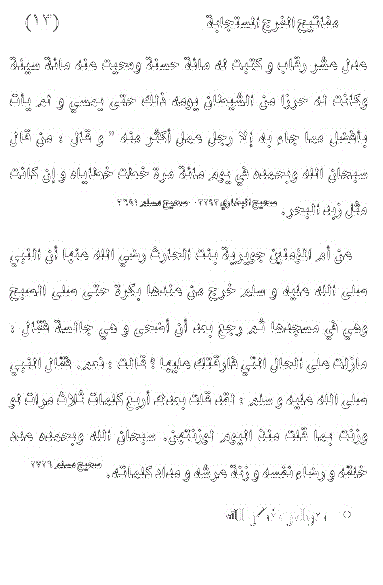 مفاتيح الفرج المستجابة (١٣)
عدل عشر رقاب و كتبت له مائة حسنة ومحيت عنه مائة سيئة
وكانت له حرزا من الشيطان يومه ذلك حتى يمسي و لم يأت
بأفضل مما جاء به إلا رجل عمل أكثر منه " و قال : من قال
سبحان الله وبحمده في يوم مائة مرة حطت خطاياه و إن كانت
مثل زبد البحر. صحيح البخاري ٣٢٩٣ - صحيح مسلم ٢٦٩١
عن أم المؤمنين جويرية بنت الحارث رضي الله عنها أن النبي
صلى الله عليه و سلم خرج من عندها بكرة حتى صلى الصبح
وهي في مسجدها ثم رجع بعد أن أضحى و هي جالسة فقال :
مازلت على الحال التي فارقتك عليها ؟ قالت : نعم. فقال النبي
صلى الله عليه و سلم : لقد قلت بعدك أربع كلمات ثلاث مرات لو
وزنت بما قلت منذ اليوم لوزنتهن. سبحان الله وبحمده عدد
خلقه و رضاء نفسه و زنة عرشه و مداد كلماته. صحيح مسلم ٢٧٢٦